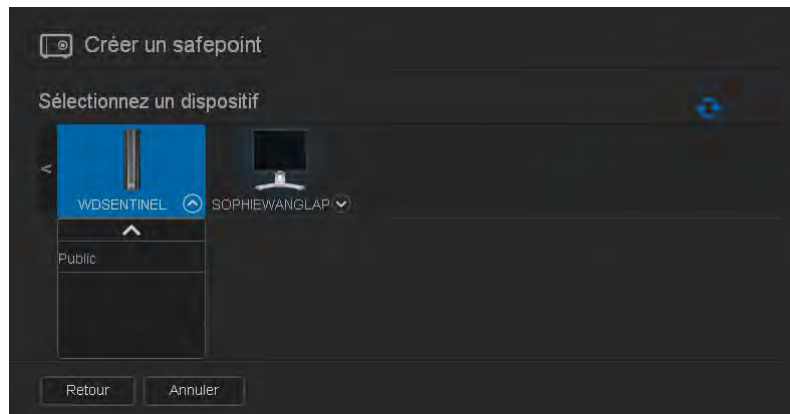 Créer un safepoint
Sélectionnez un dispositif
<
WDSENTINEL SOPHIEWANGLAP
Public
Retour Annuler